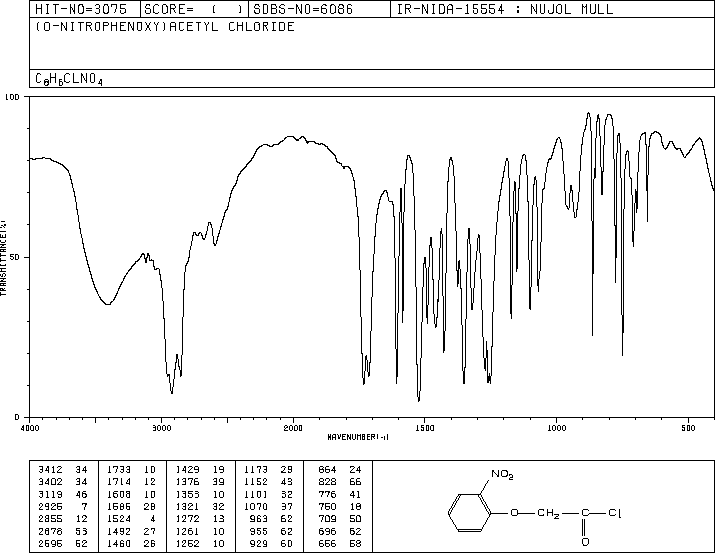 HIT-NO=3075 SCORE= ( ) SDBS-NO=6086 IR-NIDA-15554 : NUJOL MULL
(O-NITROPHENOXY)ACETYL CHLORIDE
C8H6CLNO4
100
50
0
TRANSMITTANCE(%)
4000 3000 2000 1500 1000 500
WAVENUMBER(-1)
3412 34 1733 10 1429 19 1173 29 864 24
3402 34 1714 12 1376 39 1152 43 828 66
3119 46 1608 10 1353 10 1101 32 776 41
2925 7 1585 28 1321 32 1070 37 750 18
2855 12 1524 4 1272 13 963 62 709 50
2678 53 1492 27 1261 10 955 62 696 62
2595 52 1460 26 1252 10 929 60 656 58
NO2
O CH2 C Cl
O